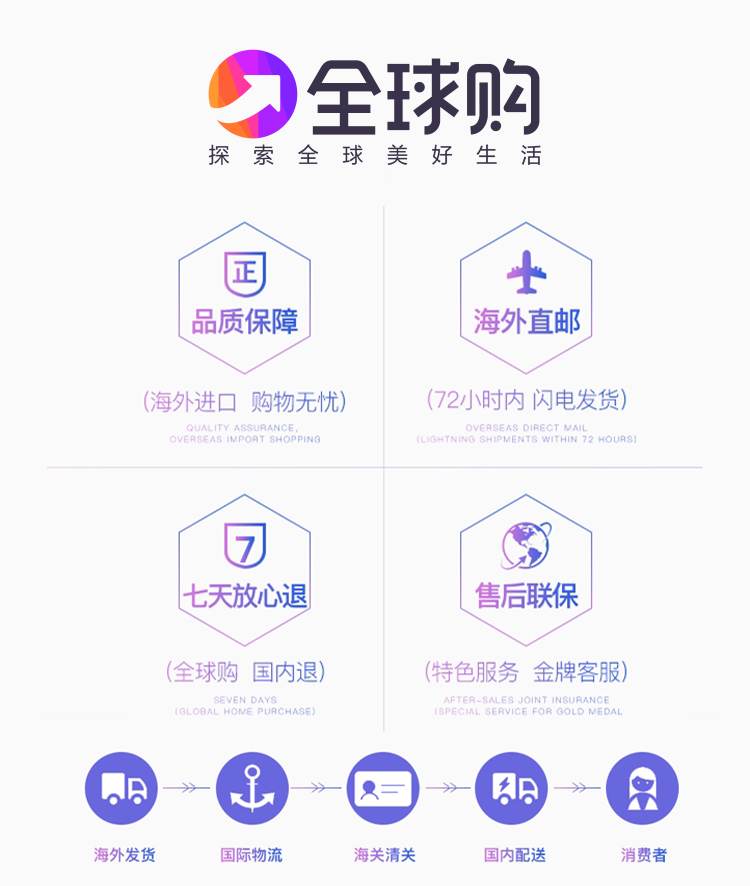 全球购
探索全球美好生活
正
品质保障
(海外进口 购物无忧)
QUALITY ASSURANCE,
OVERSEAS IMPORT SHOPPING
海外直邮
(72小时内 闪电发货)
OVERSEAS DIRECT MAIL
(LIGHTNING SHIPMENTS WITHIN 72 HOURS)
7
七天放心退
(全球购 国内退)
SEVEN DAYS
(GLOBAL HOME PURCHASE)
售后联保
(特色服务 金牌客服)
AFTER-SALES JOINT INSURANCE
(SPECIAL SERVICE FOR GOLD MEDAL
海外发货
国际物流
海关清关
国内配送
消费者